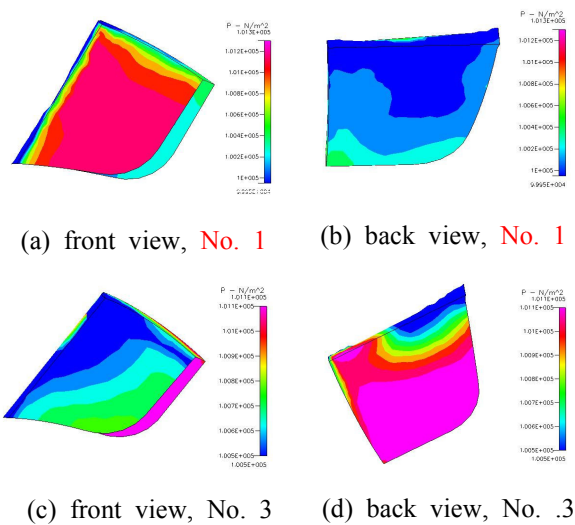 P - N/m^2
1.013E+005
1.012E+005
1.01E+005
1.008E+005
1.006E+005
1.004E+005
1.002E+005
1E+005
9.995E+004
P - N/m^2
1.013E+005
1.012E+005
1.01E+005
1.008E+005
1.006E+005
1.004E+005
1.002E+005
1E+005
9.995E+004
(a) front view, No. 1
(b) back view, No. 1
P - N/m^2
1.011E+005
1.011E+005
1.01E+005
1.009E+005
1.008E+005
1.007E+005
1.006E+005
1.005E+005
1.005E+005
P - N/m^2
1.011E+005
1.011E+005
1.01E+005
1.009E+005
1.008E+005
1.007E+005
1.006E+005
1.005E+005
1.005E+005
(c) front view, No. 3
(d) back view, No. .3